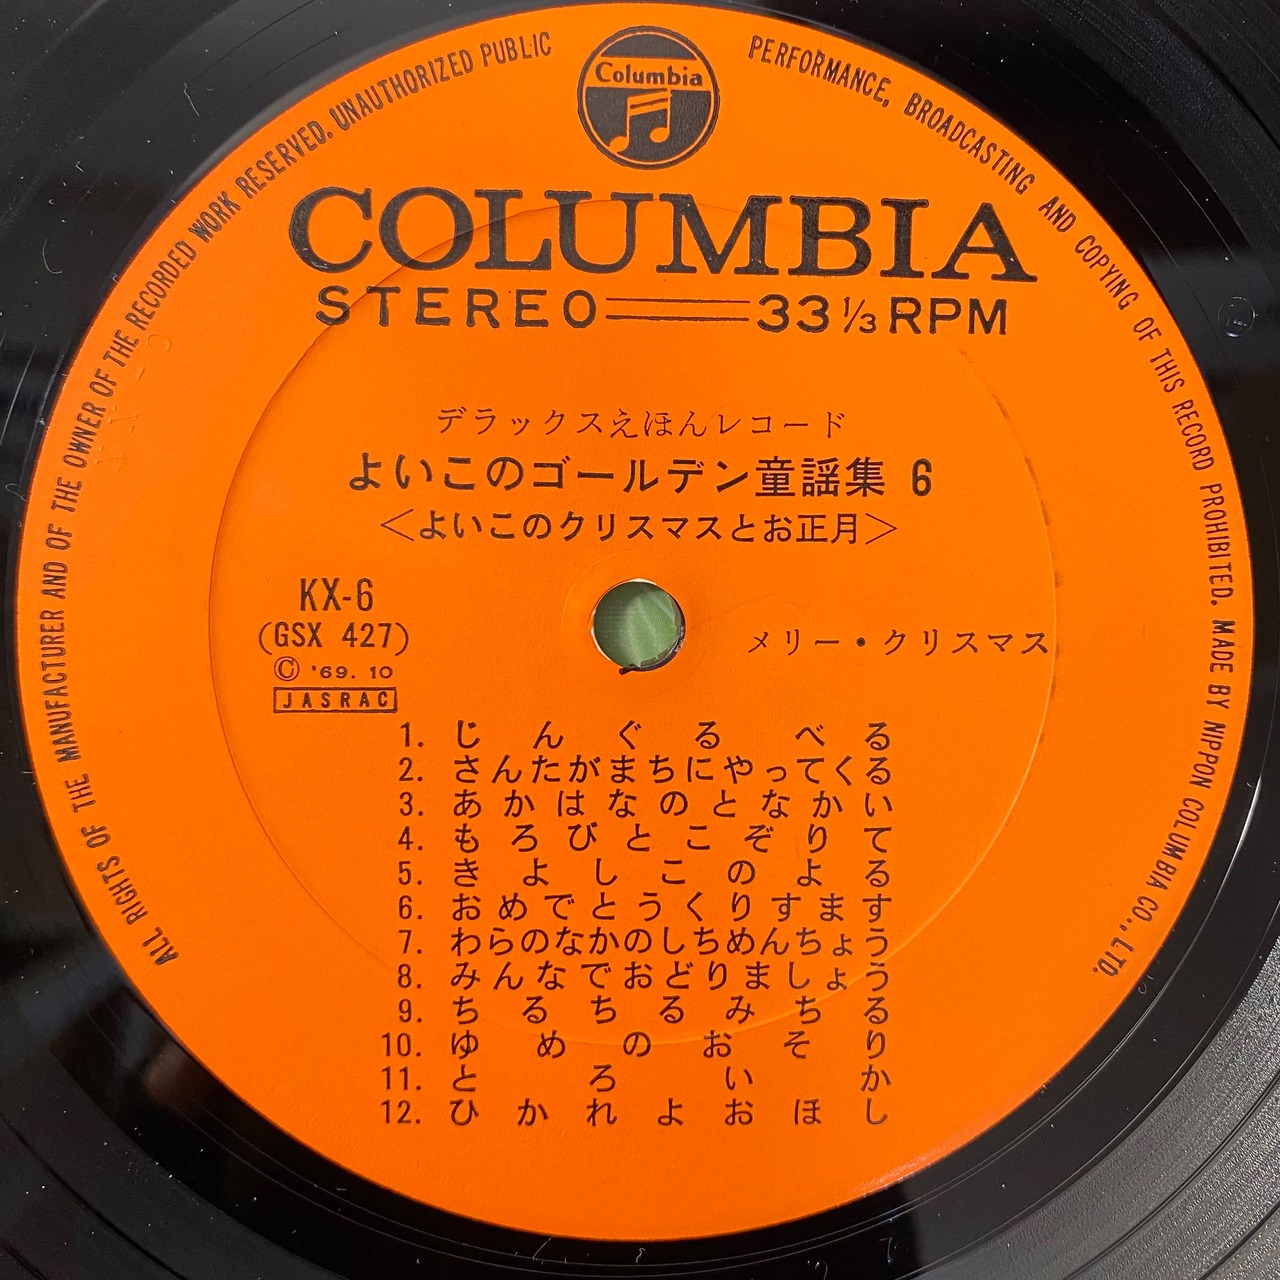 ALL RIGHTS OF THE MANUFACTURER AND OF THE OWNER OF THE RECORDED WORK RESERVED. UNAUTHORIZED PUBLIC PERFORMANCE, BROADCASTING AND COPYING OF THIS RECORD PROHIBITED. MADE BY NIPPON COLUMBIA CO., LTD.
Columbia
COLUMBIA
STEREO 33 1/3 RPM
デラックスえほんレコード
よいこのゴールデン童謡集 6
＜よいこのクリスマスとお正月＞
KX-6
(GSX 427)
Ⓒ '69. 10
JASRAC
メリー・クリスマス
1. じんぐるべる
2. さんたがまちにやってくる
3. あかはなのとなかい
4. もろびとこぞりて
5. きよしこのよる
6. おめでとうくりすます
7. わらのなかのしちめんちょう
8. みんなでおどりましょう
9. ちるちるみちる
10. ゆめのおそり
11. とろいか
12. ひかれよおほし